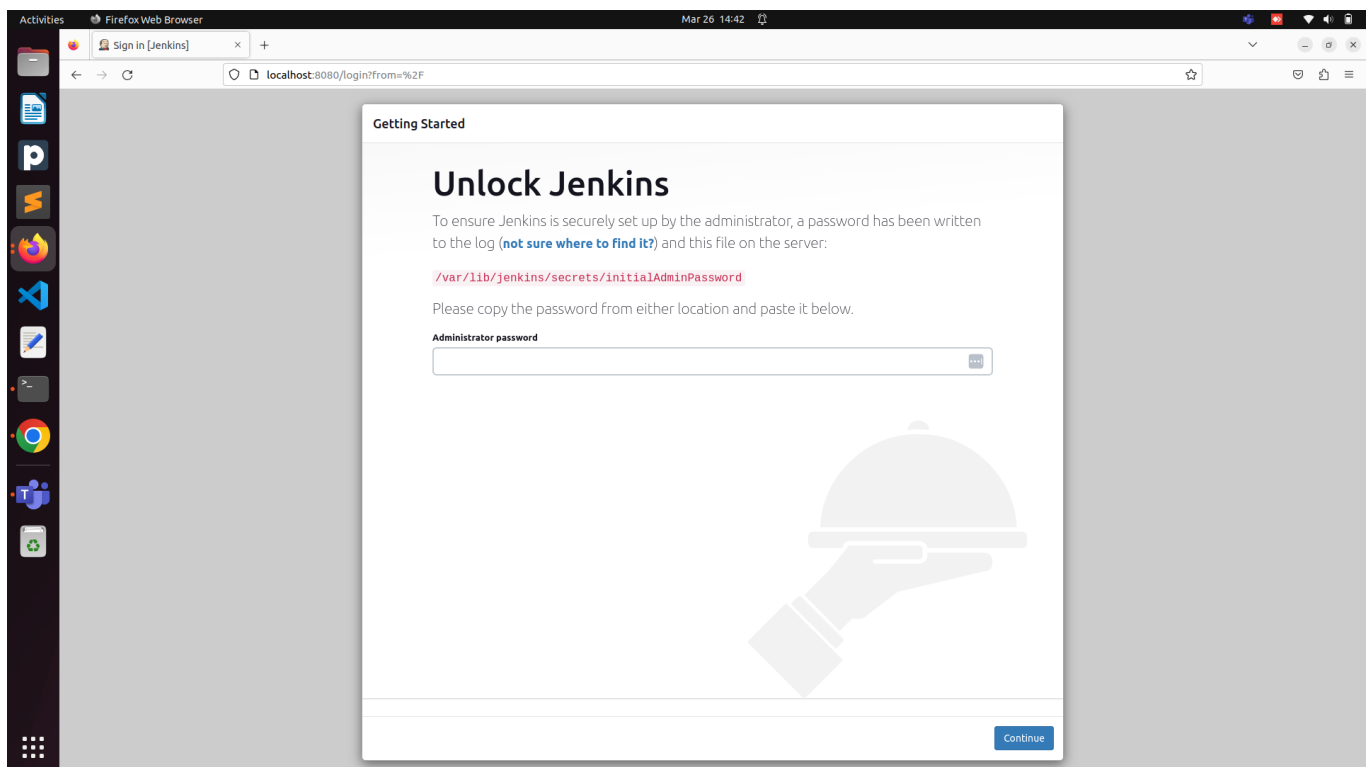 Activities Firefox Web Browser Mar 26 14:42
Sign in [Jenkins]
localhost:8080/login?from=%2F
Getting Started
Unlock Jenkins
To ensure Jenkins is securely set up by the administrator, a password has been written
to the log (not sure where to find it?) and this file on the server:
/var/lib/jenkins/secrets/initialAdminPassword
Please copy the password from either location and paste it below.
Administrator password
Continue